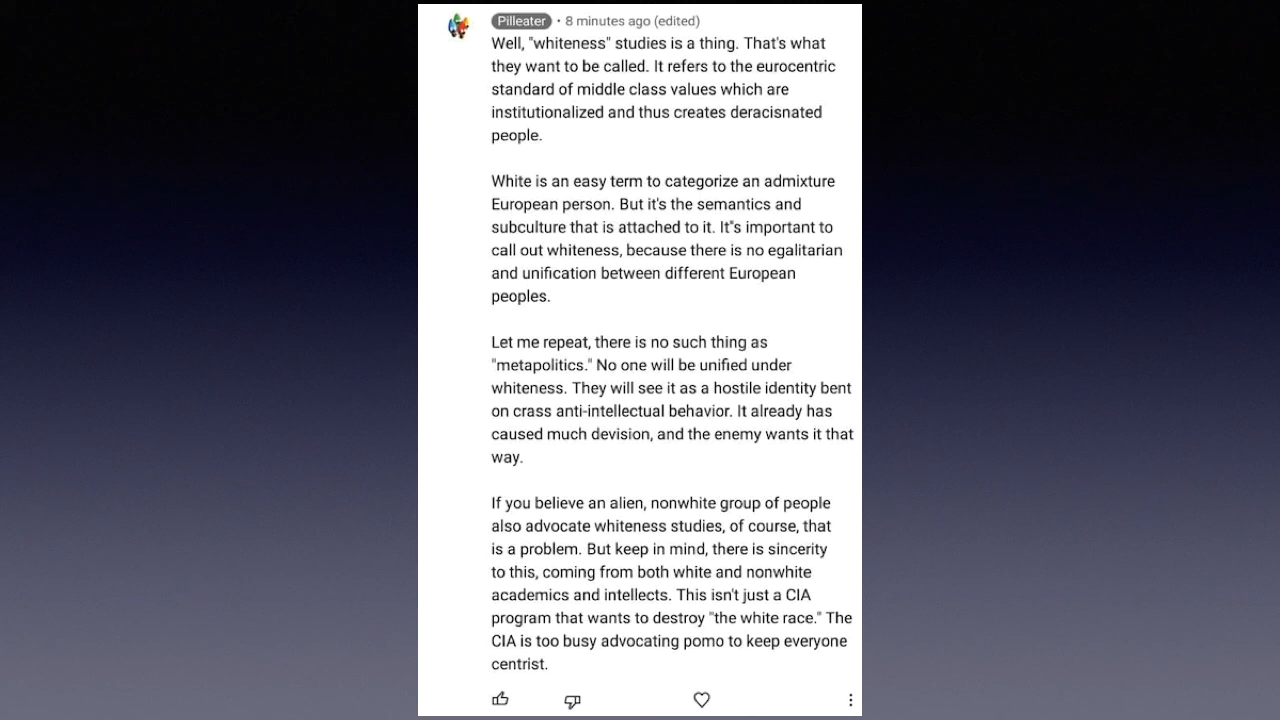 Pilleater • 8 minutes ago (edited)
Well, "whiteness" studies is a thing. That's what
they want to be called. It refers to the eurocentric
standard of middle class values which are
institutionalized and thus creates deracisnated
people.
White is an easy term to categorize an admixture
European person. But it's the semantics and
subculture that is attached to it. It"s important to
call out whiteness, because there is no egalitarian
and unification between different European
peoples.
Let me repeat, there is no such thing as
"metapolitics." No one will be unified under
whiteness. They will see it as a hostile identity bent
on crass anti-intellectual behavior. It already has
caused much devision, and the enemy wants it that
way.
If you believe an alien, nonwhite group of people
also advocate whiteness studies, of course, that
is a problem. But keep in mind, there is sincerity
to this, coming from both white and nonwhite
academics and intellects. This isn't just a CIA
program that wants to destroy "the white race." The
CIA is too busy advocating pomo to keep everyone
centrist.